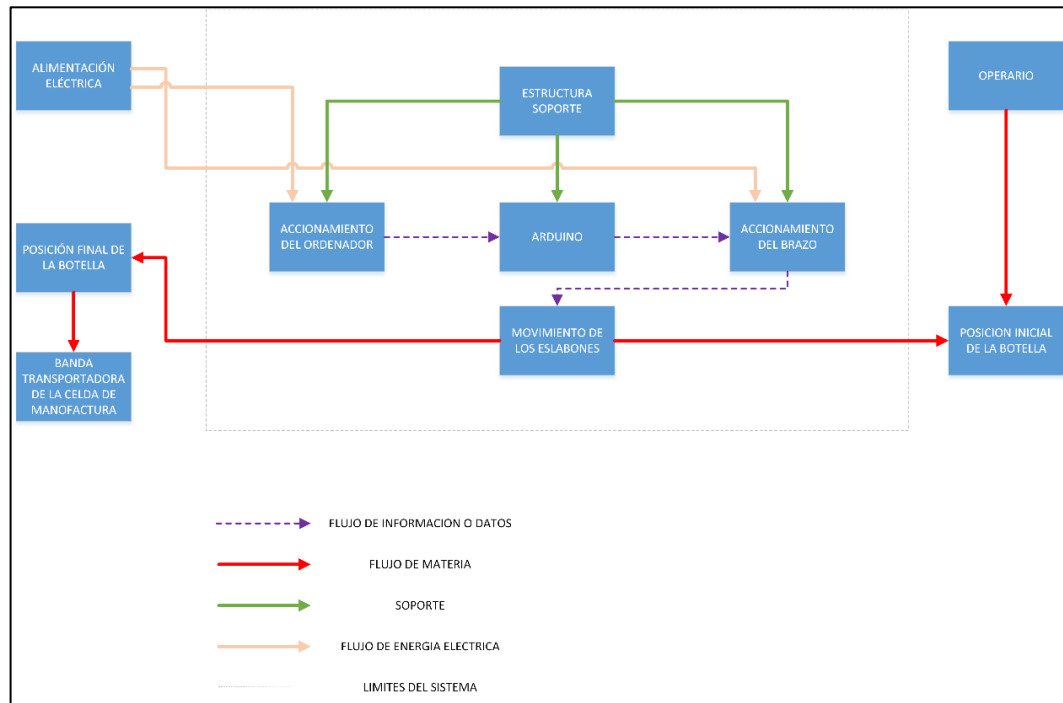 ALIMENTACIÓN
ELÉCTRICA
ESTRUCTURA
SOPORTE
OPERARIO
ACCIONAMIENTO
DEL ORDENADOR
ARDUINO
ACCIONAMIENTO
DEL BRAZO
POSICIÓN FINAL DE
LA BOTELLA
MOVIMIENTO DE
LOS ESLABONES
POSICION INICIAL
DE LA BOTELLA
BANDA
TRANSPORTADORA
DE LA CELDA DE
MANOFACTURA
FLUJO DE INFORMACION O DATOS
FLUJO DE MATERIA
SOPORTE
FLUJO DE ENERGIA ELECTRICA
LIMITES DEL SISTEMA